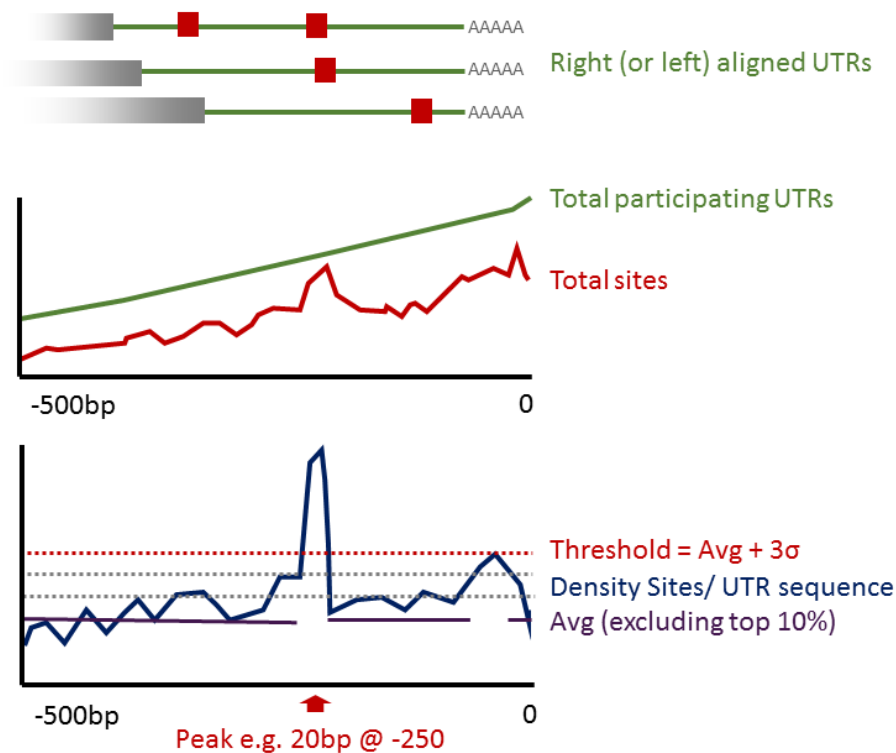 AAAAA
Right (or left) aligned UTRs
AAAAA
AAAAA
Total participating UTRs
Total sites
-500bp
0
Threshold = Avg + 3σ
Density Sites/ UTR sequence
Avg (excluding top 10%)
-500bp
0
Peak e.g. 20bp @ -250